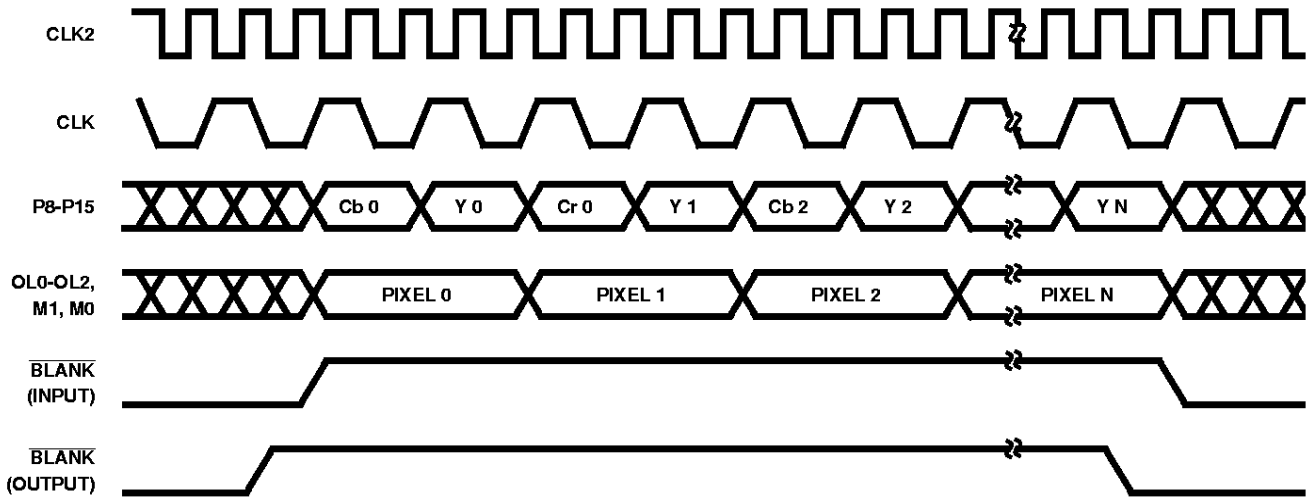 CLK2
CLK
P8-P15
Cb 0 Y 0 Cr 0 Y 1 Cb 2 Y 2 Y N
OL0-OL2,
M1, M0
PIXEL 0 PIXEL 1 PIXEL 2 PIXEL N
BLANK
(INPUT)
BLANK
(OUTPUT)